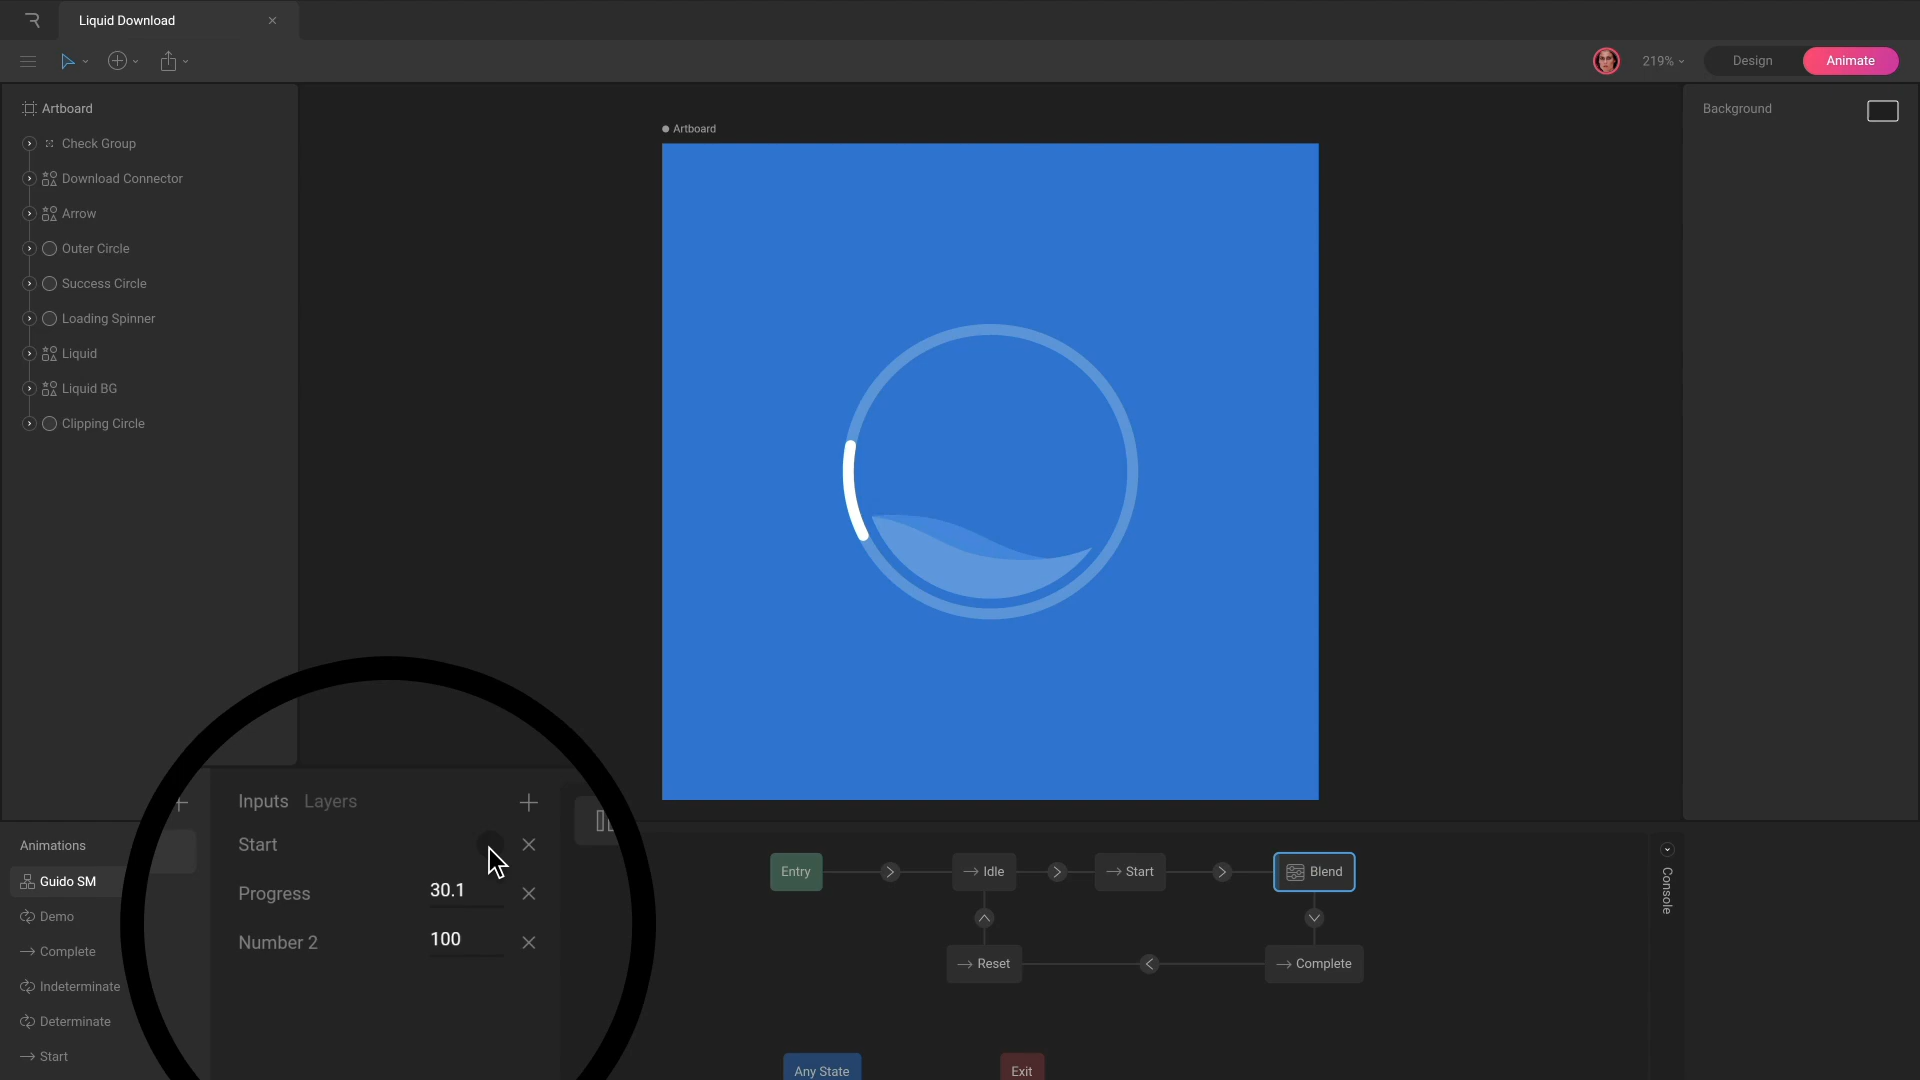 Liquid Download
219%
Design
Animate
Artboard
Check Group
Download Connector
Arrow
Outer Circle
Success Circle
Loading Spinner
Liquid
Liquid BG
Clipping Circle
Artboard
Background
Inputs
Layers
Start
Progress
30.1
Number 2
100
Animations
Guido SM
Demo
Complete
Indeterminate
Determinate
Start
Entry
Idle
Start
Blend
Reset
Complete
Any State
Exit
Console